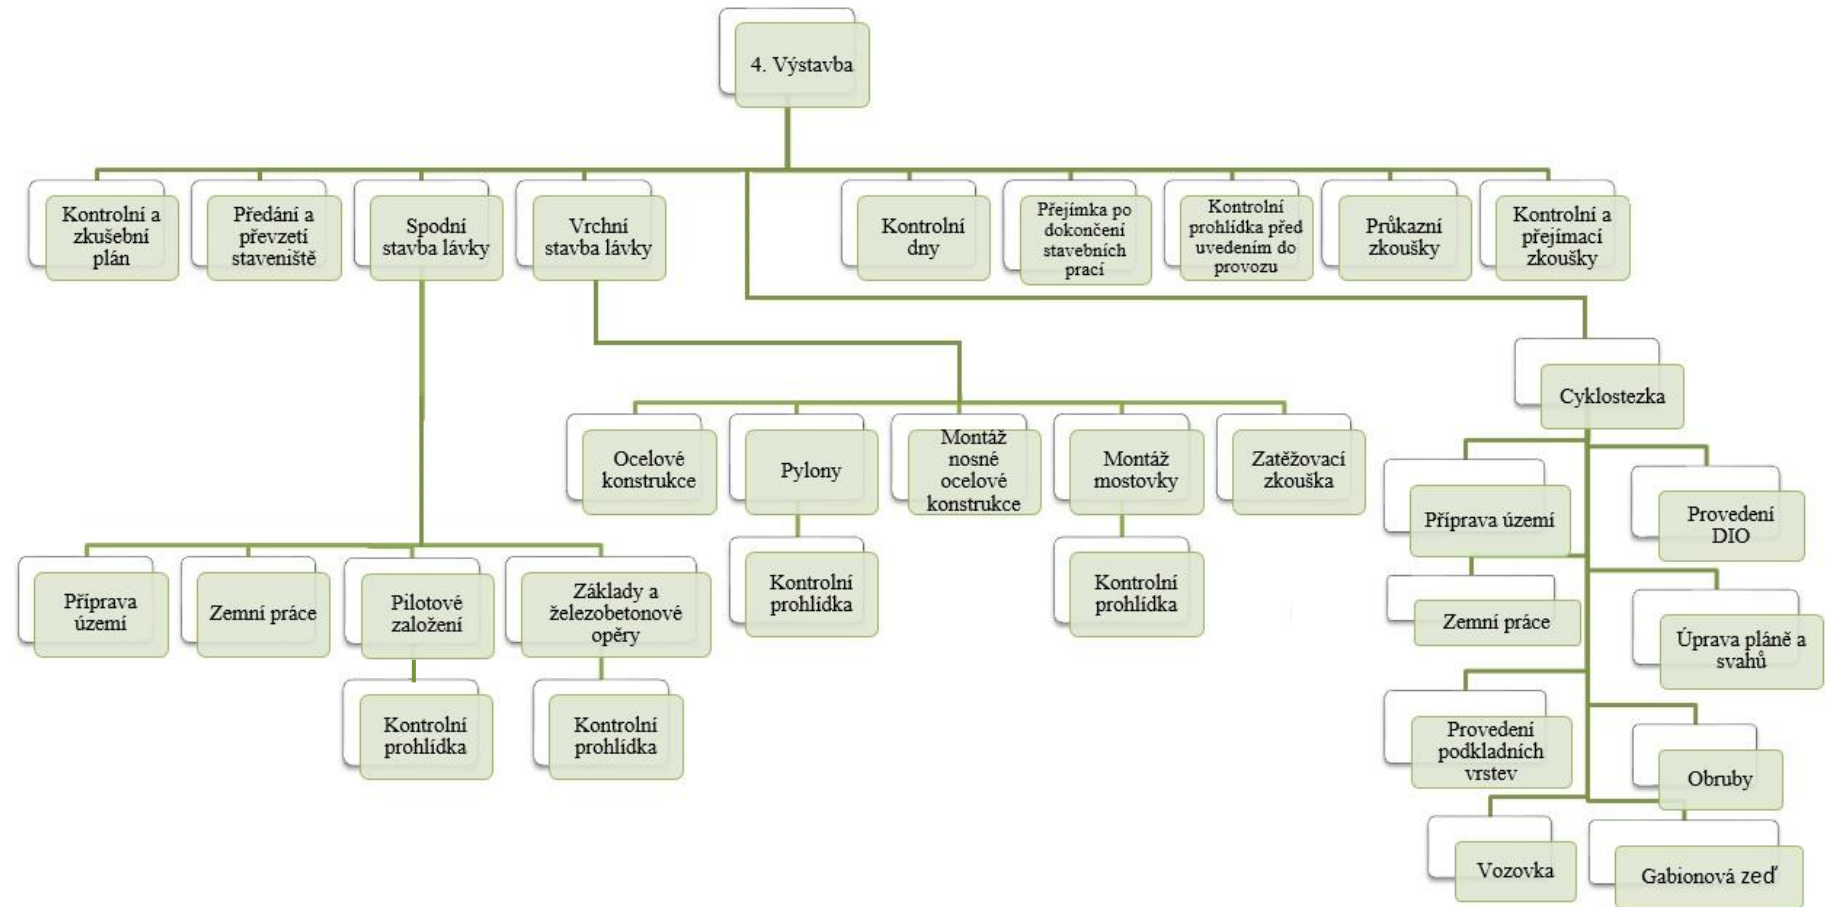 4. Výstavba
Kontrolní a
zkušební
plán
Předání a
převzetí
staveniště
Spodní
stavba lávky
Vrchní
stavba lávky
Kontrolní
dny
Přejímka po
dokončení
stavebních
prací
Kontrolní
prohlídka před
uvedením do
provozu
Průkazní
zkoušky
Kontrolní a
přejímací
zkoušky
Příprava
území
Zemní práce
Pilotové
založení
Kontrolní
prohlídka
Základy a
železobetonové
opěry
Kontrolní
prohlídka
Ocelové
konstrukce
Pylony
Kontrolní
prohlídka
Montáž
nosné
ocelové
konstrukce
Montáž
mostovky
Kontrolní
prohlídka
Zatěžovací
zkouška
Cyklostezka
Příprava území
Provedení
DIO
Zemní práce
Úprava pláně a
svahů
Provedení
podkladních
vrstev
Obruby
Vozovka
Gabionová zeď